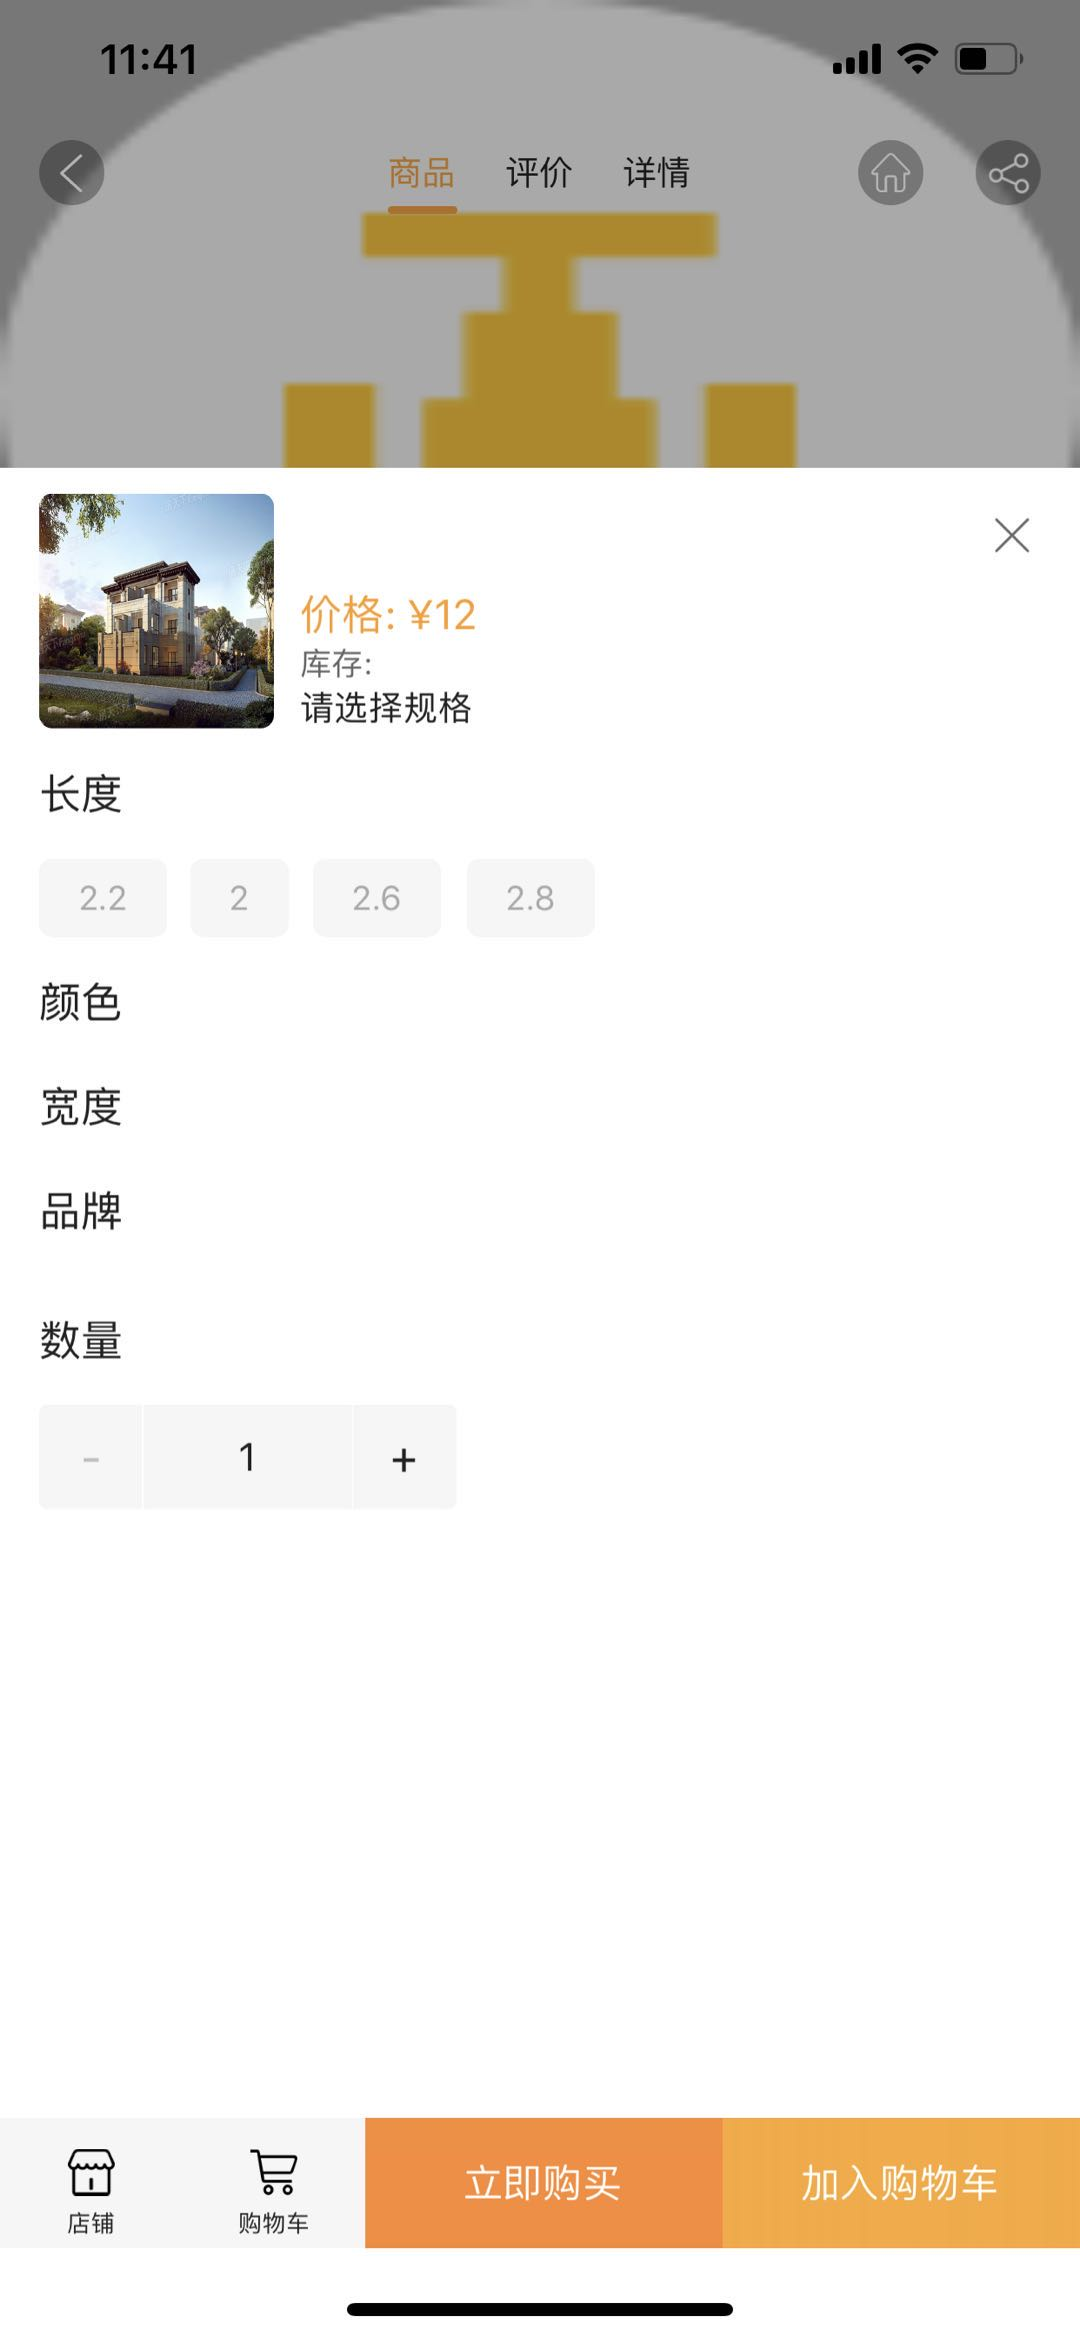 11:41
商品 评价 详情
价格: ¥12
库存:
请选择规格
长度
2.2 2 2.6 2.8
颜色
宽度
品牌
数量
- 1 +
店铺 购物车 立即购买 加入购物车